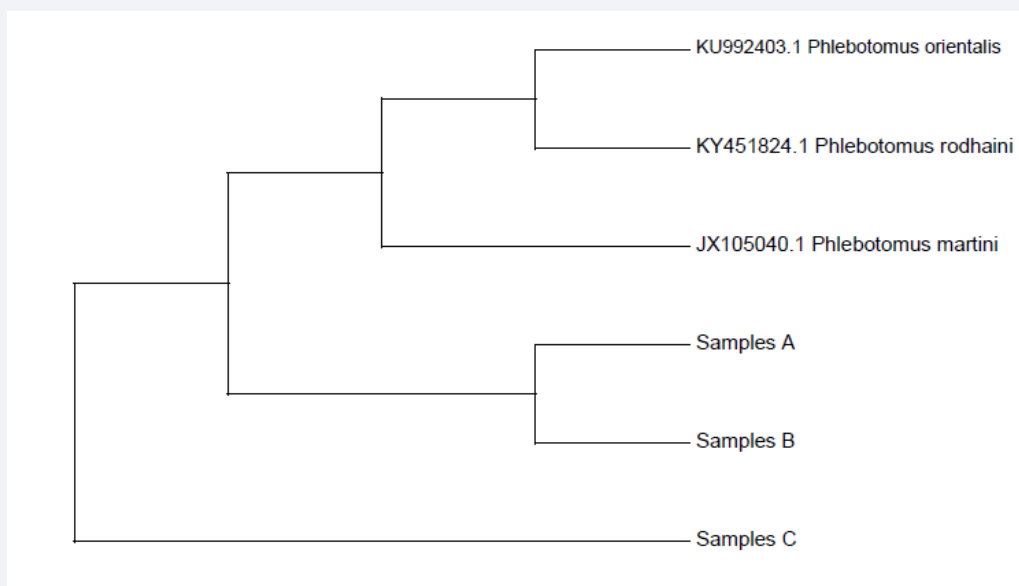 KU992403.1 Phlebotomus orientalis
KY451824.1 Phlebotomus rodhaini
JX105040.1 Phlebotomus martini
Samples A
Samples B
Samples C